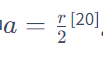 a = r/2 [20]